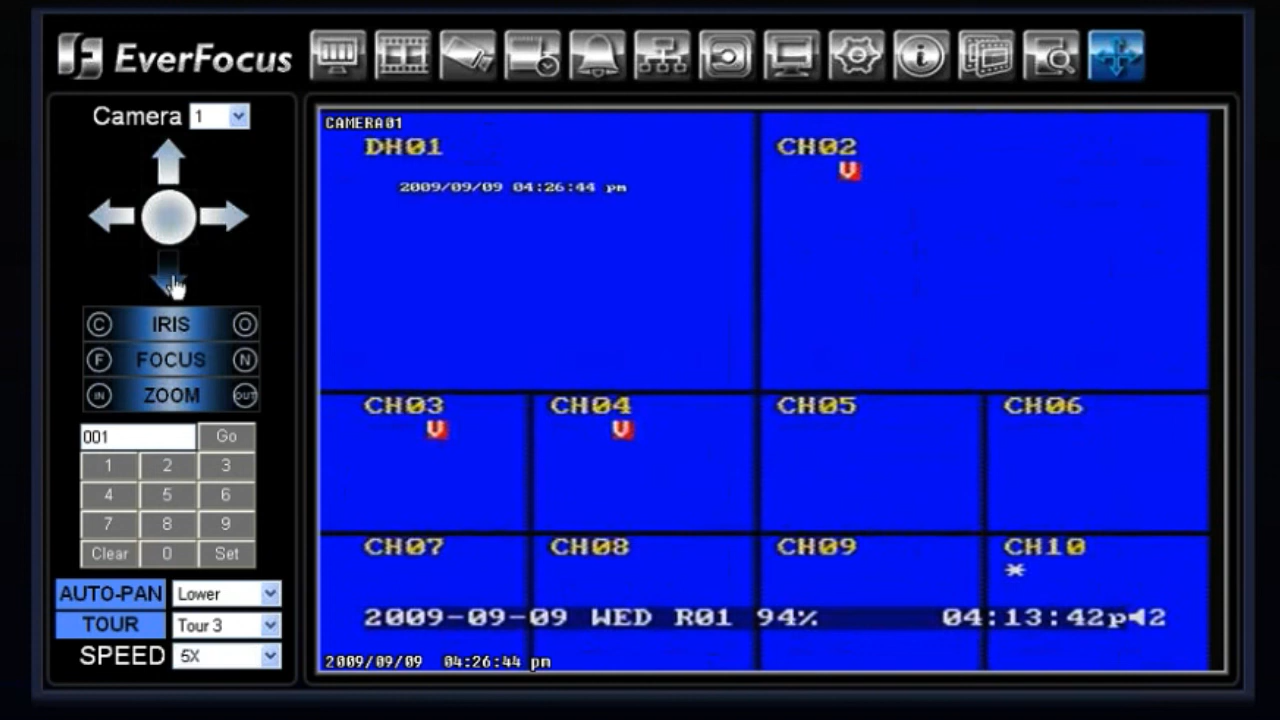 EverFocus
Camera 1
CAMERA01
DH01
CH02
V
2009/09/09 04:26:44 pm
C IRIS O
F FOCUS N
IN ZOOM OUT
CH03 CH04 CH05 CH06
V V
001 Go
1 2 3
4 5 6
7 8 9
Clear 0 Set
CH07 CH08 CH09 CH10
*
AUTO-PAN Lower
TOUR Tour 3
SPEED 5X
2009-09-09 WED R01 94% 04:13:42p 2
2009/09/09 04:26:44 pm